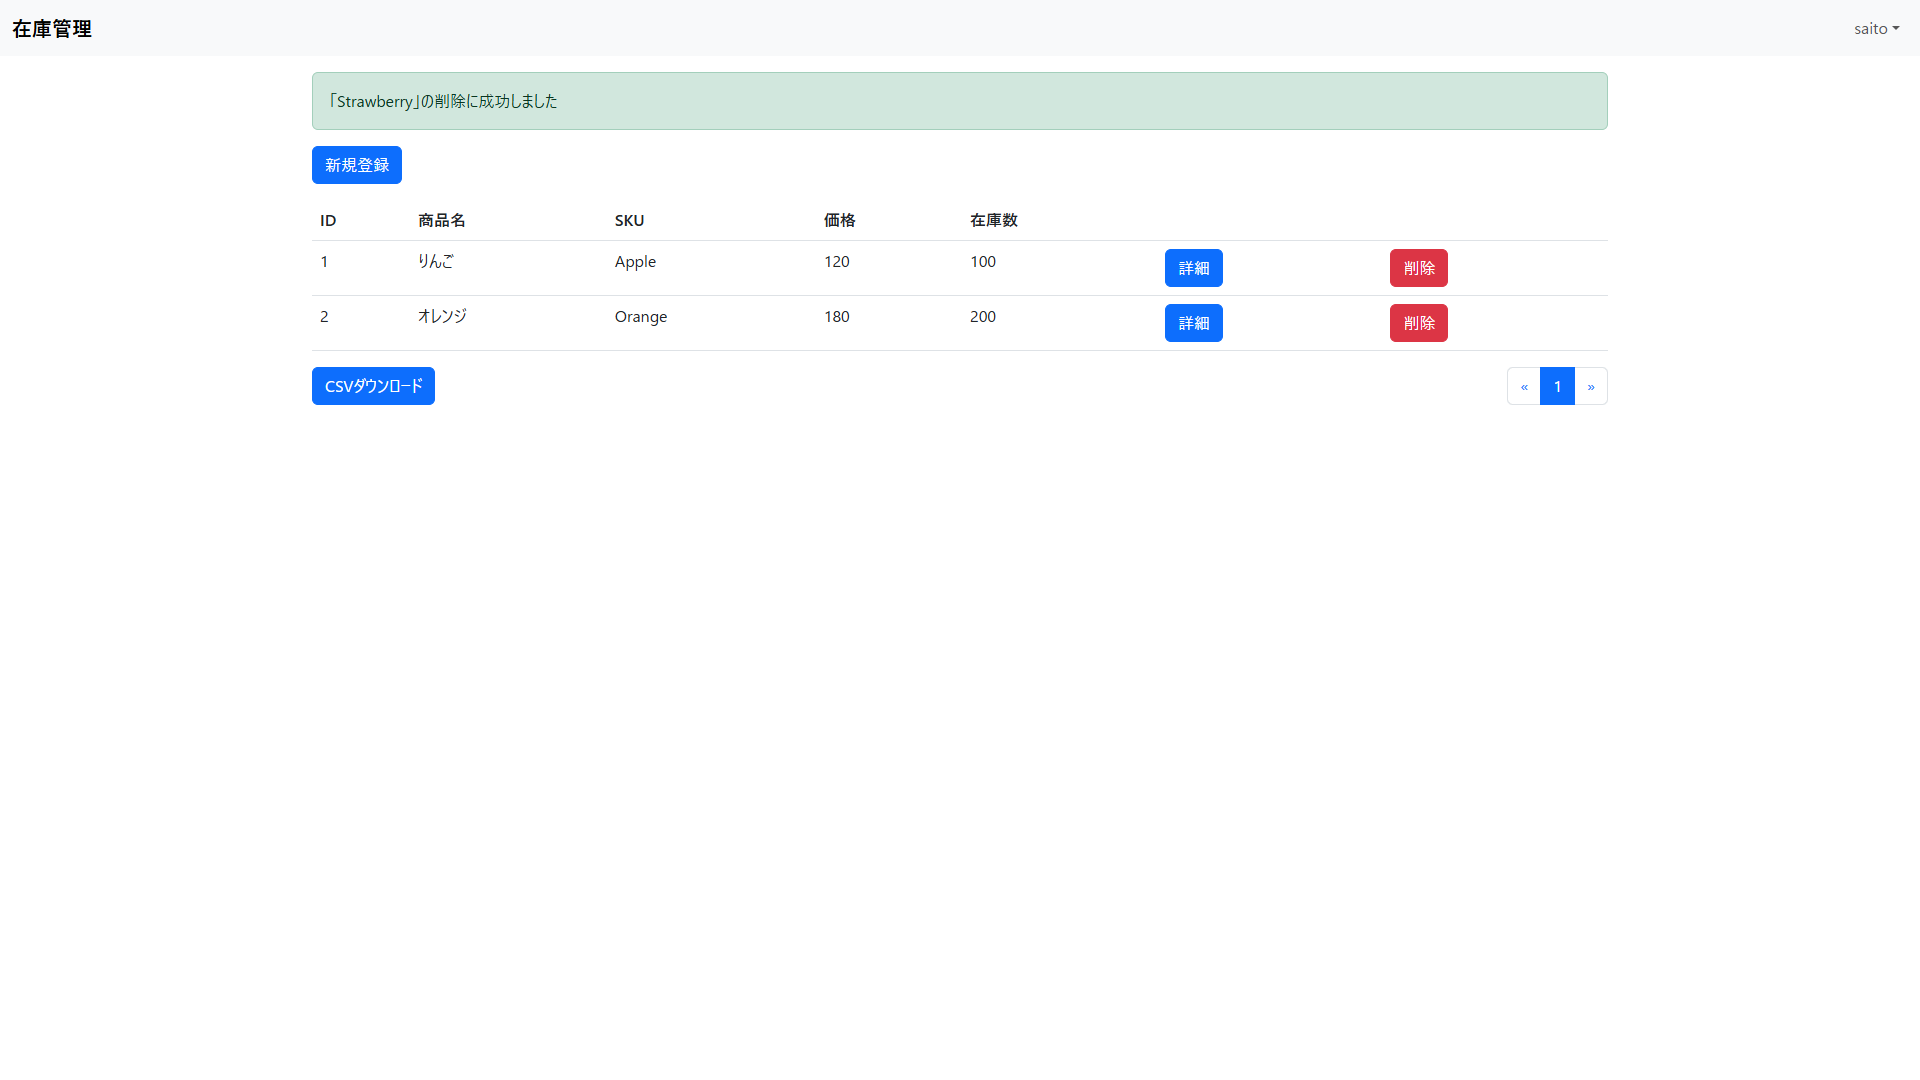 在庫管理
saito
「Strawberry」の削除に成功しました
新規登録
ID 商品名 SKU 価格 在庫数
1 りんご Apple 120 100 詳細 削除
2 オレンジ Orange 180 200 詳細 削除
CSVダウンロード
« 1 »